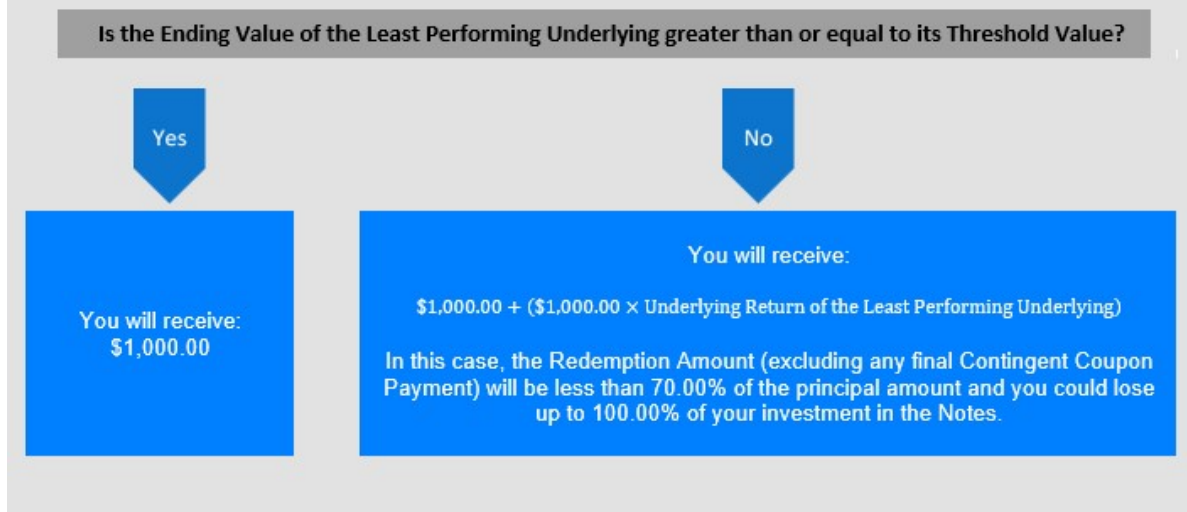 Is the Ending Value of the Least Performing Underlying greater than or equal to its Threshold Value?
Yes
No
You will receive:
$1,000.00
You will receive:
$1,000.00 + ($1,000.00 × Underlying Return of the Least Performing Underlying)
In this case, the Redemption Amount (excluding any final Contingent Coupon
Payment) will be less than 70.00% of the principal amount and you could lose
up to 100.00% of your investment in the Notes.